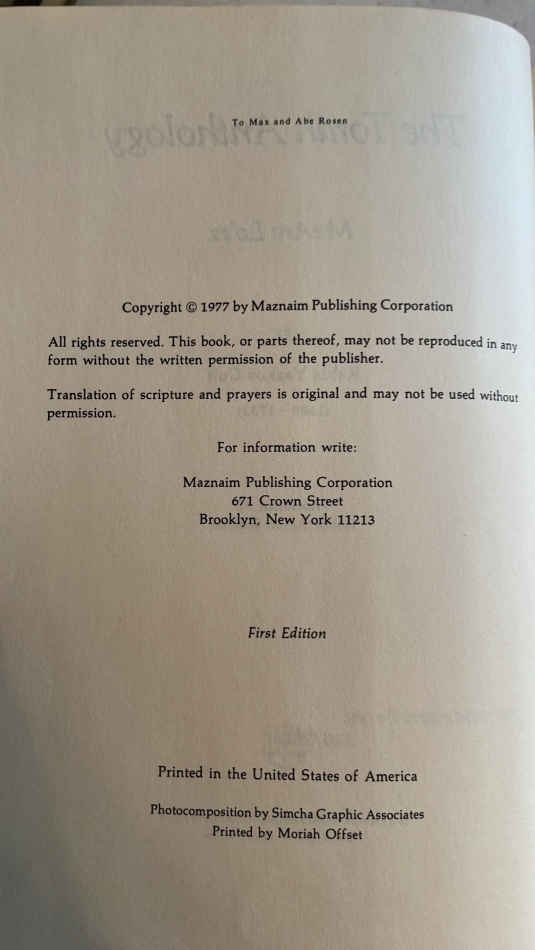 To Max and Abe Rosen
Copyright © 1977 by Maznaim Publishing Corporation
All rights reserved. This book, or parts thereof, may not be reproduced in any
form without the written permission of the publisher.
Translation of scripture and prayers is original and may not be used without
permission.
For information write:
Maznaim Publishing Corporation
671 Crown Street
Brooklyn, New York 11213
First Edition
Printed in the United States of America
Photocomposition by Simcha Graphic Associates
Printed by Moriah Offset